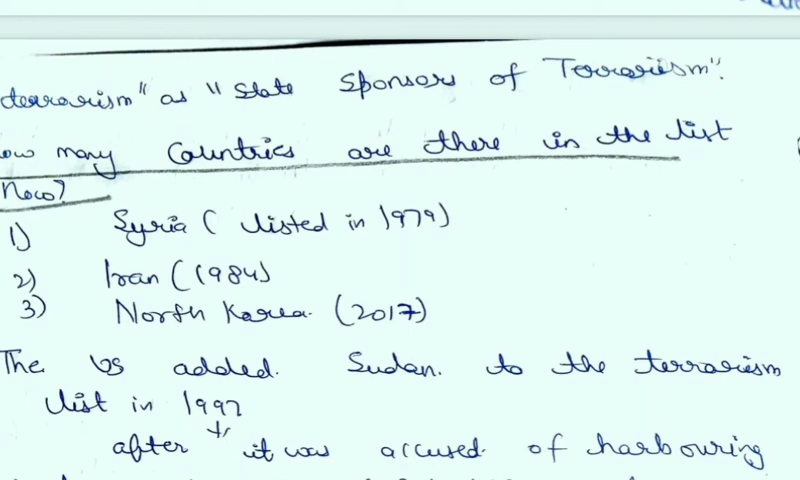 terrorism" as "State Sponsors of Terrorism".
ow many Countries are there in the list
Now?
1) Syria ( listed in 1979)
2) Iran (1984)
3) North Korea. (2017)
The US added. Sudan. to the terrorism
list in 1997
after it was accused. of harbouring